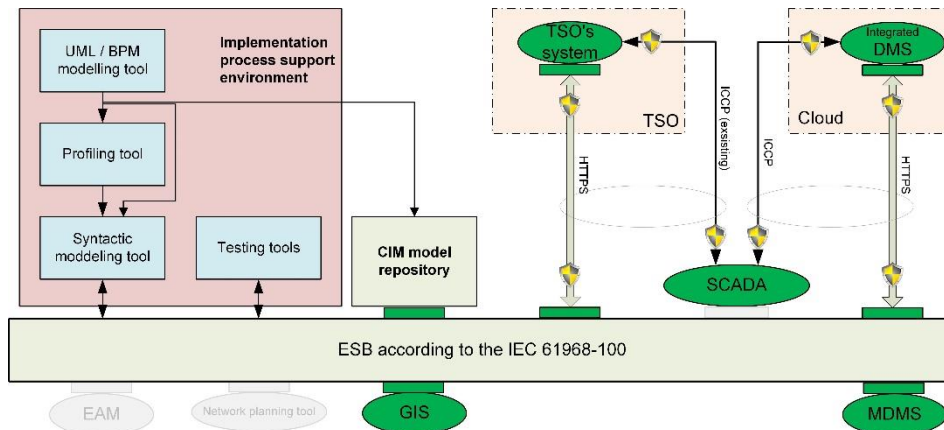 UML / BPM
modelling tool
Implementation
process support
environment
Profiling tool
Syntactic
moddeling tool
Testing tools
CIM model
repository
TSO's
system
TSO
HTTPS
ICCP (exsisting)
ICCP
Integrated
DMS
Cloud
HTTPS
SCADA
ESB according to the IEC 61968-100
EAM
Network planning tool
GIS
MDMS